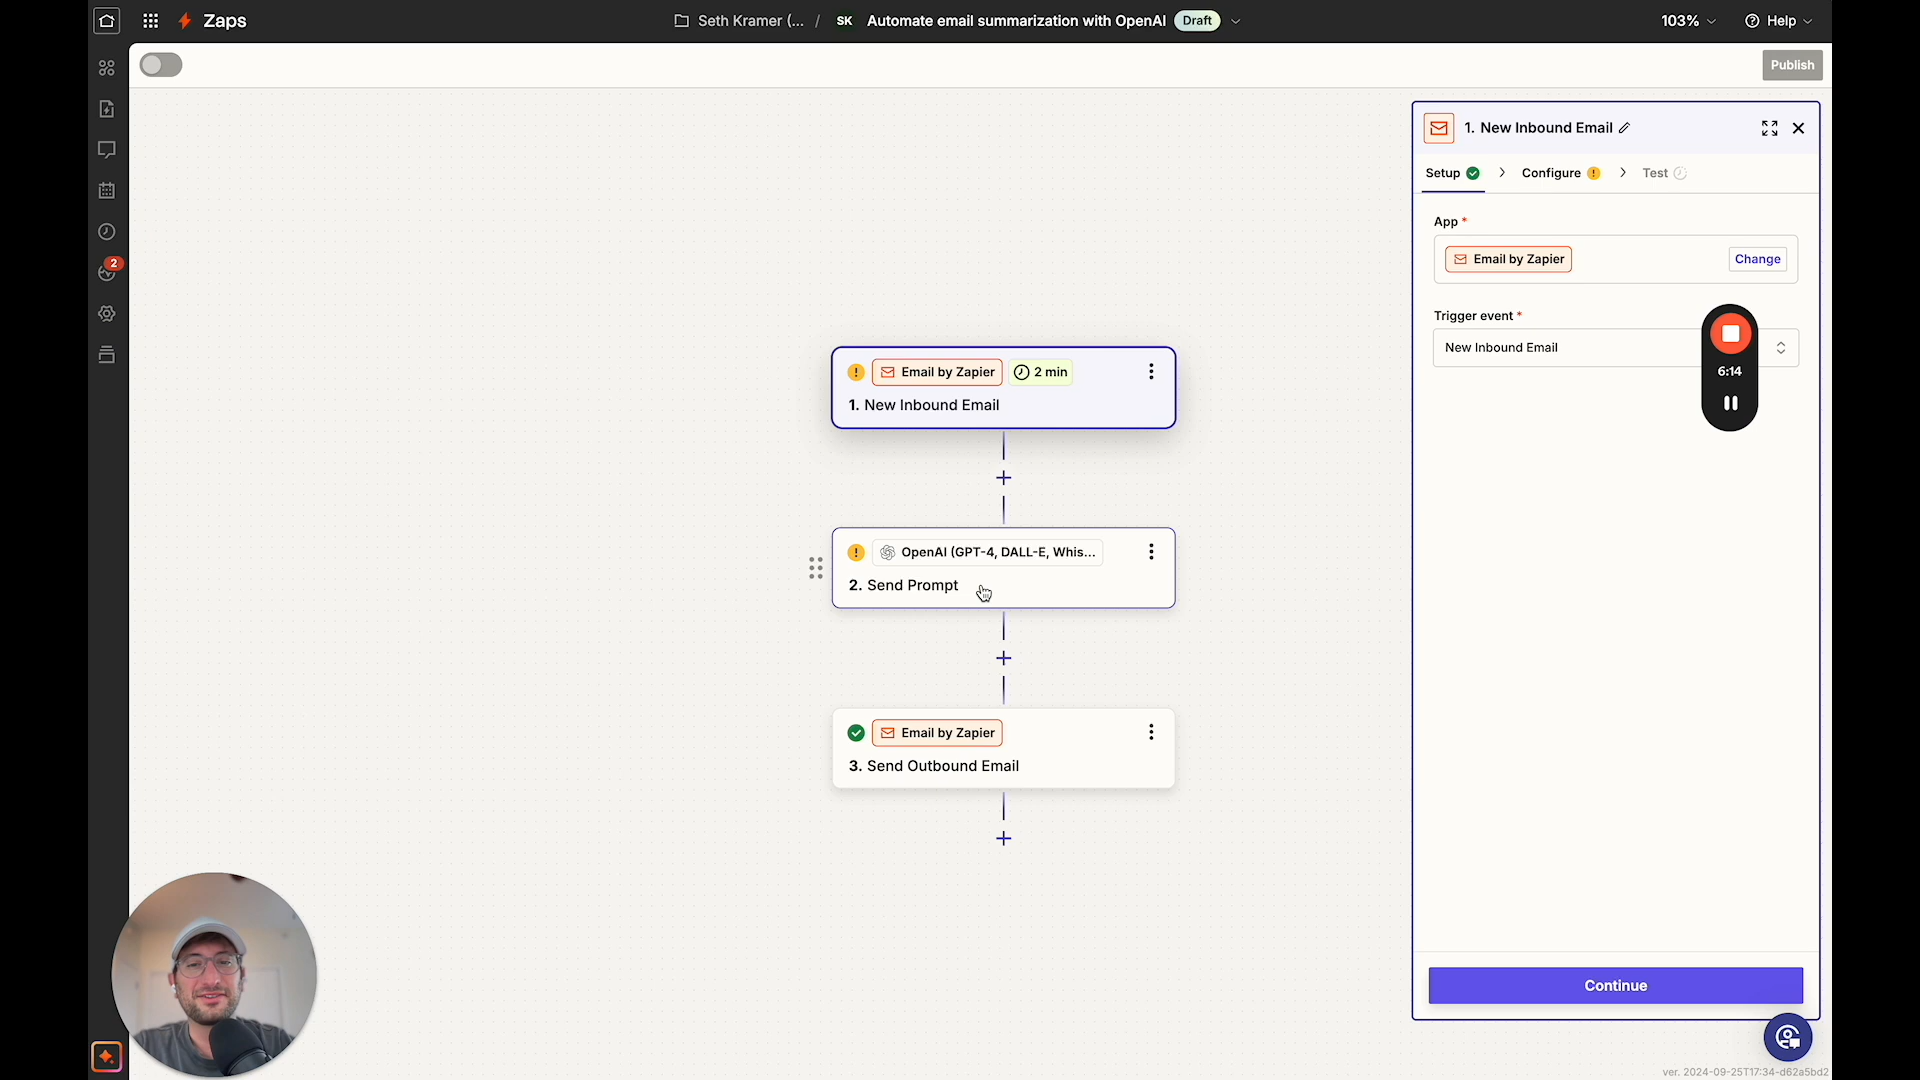 Zaps
Seth Kramer (... / SK Automate email summarization with OpenAI Draft
103%
Help
Publish
2
1. New Inbound Email
Setup
Configure
Test
App *
Email by Zapier
Change
Trigger event *
New Inbound Email
6:14
Email by Zapier
2 min
1. New Inbound Email
OpenAI (GPT-4, DALL-E, Whis...
2. Send Prompt
Email by Zapier
3. Send Outbound Email
Continue
ver. 2024-09-25T17:34-d62a5bd2